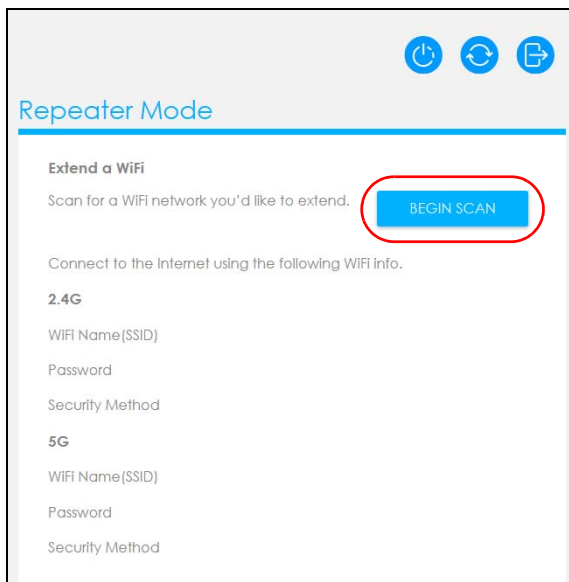 Repeater Mode
Extend a WiFi
Scan for a WiFi network you'd like to extend.
BEGIN SCAN
Connect to the Internet using the following WiFi info.
2.4G
WiFi Name(SSID)
Password
Security Method
5G
WiFi Name(SSID)
Password
Security Method